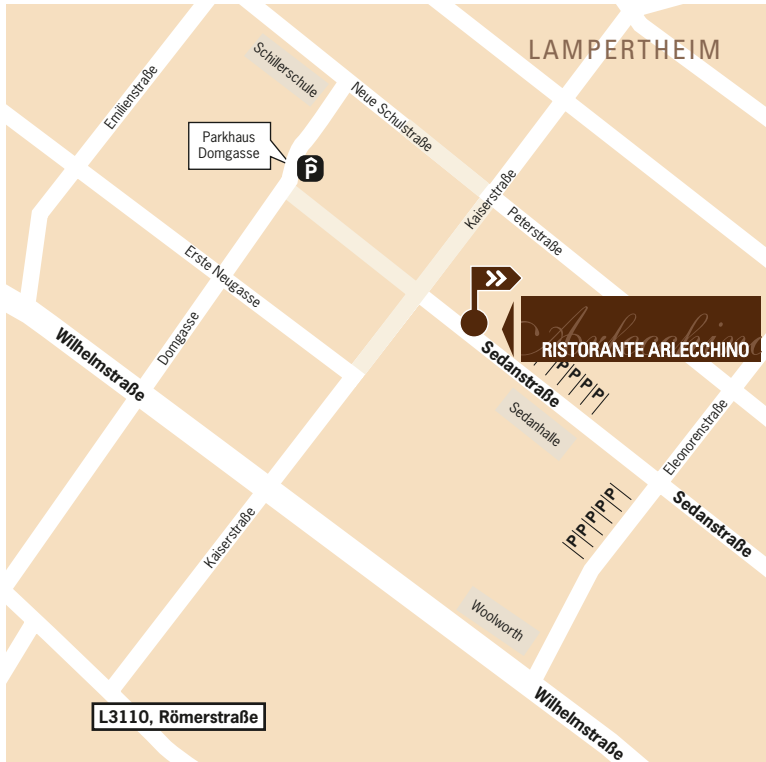 LAMPERTHEIM
Schillerschule
Emilienstraße
Neue Schulstraße
Parkhaus
Domgasse
P
Kaiserstraße
Peterstraße
Erste Neugasse
Domgasse
Wilhelmstraße
Arlecchino
RISTORANTE ARLECCHINO
Sedanstraße
P P P P
Sedanhalle
Eleonorenstraße
P P P P P
Sedanstraße
Kaiserstraße
Woolworth
Wilhelmstraße
L3110, Römerstraße